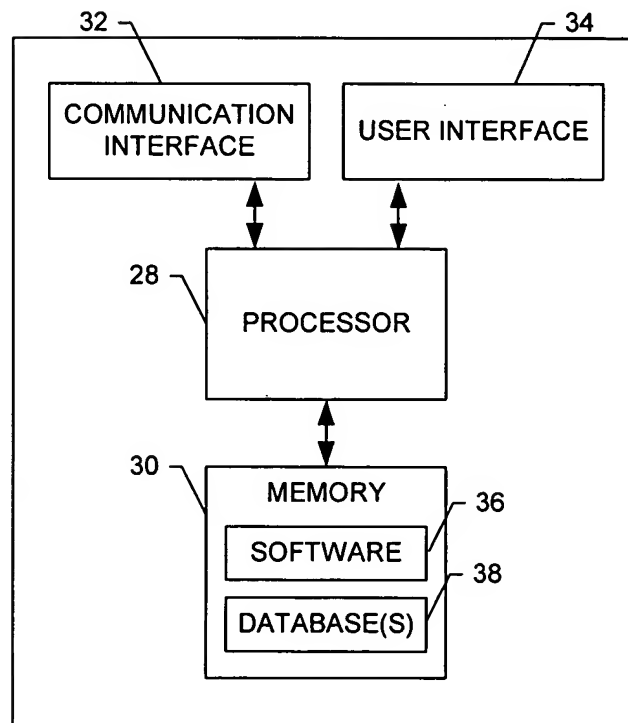 32
34
COMMUNICATION
INTERFACE
USER INTERFACE
28
PROCESSOR
30
MEMORY
36
SOFTWARE
38
DATABASE(S)